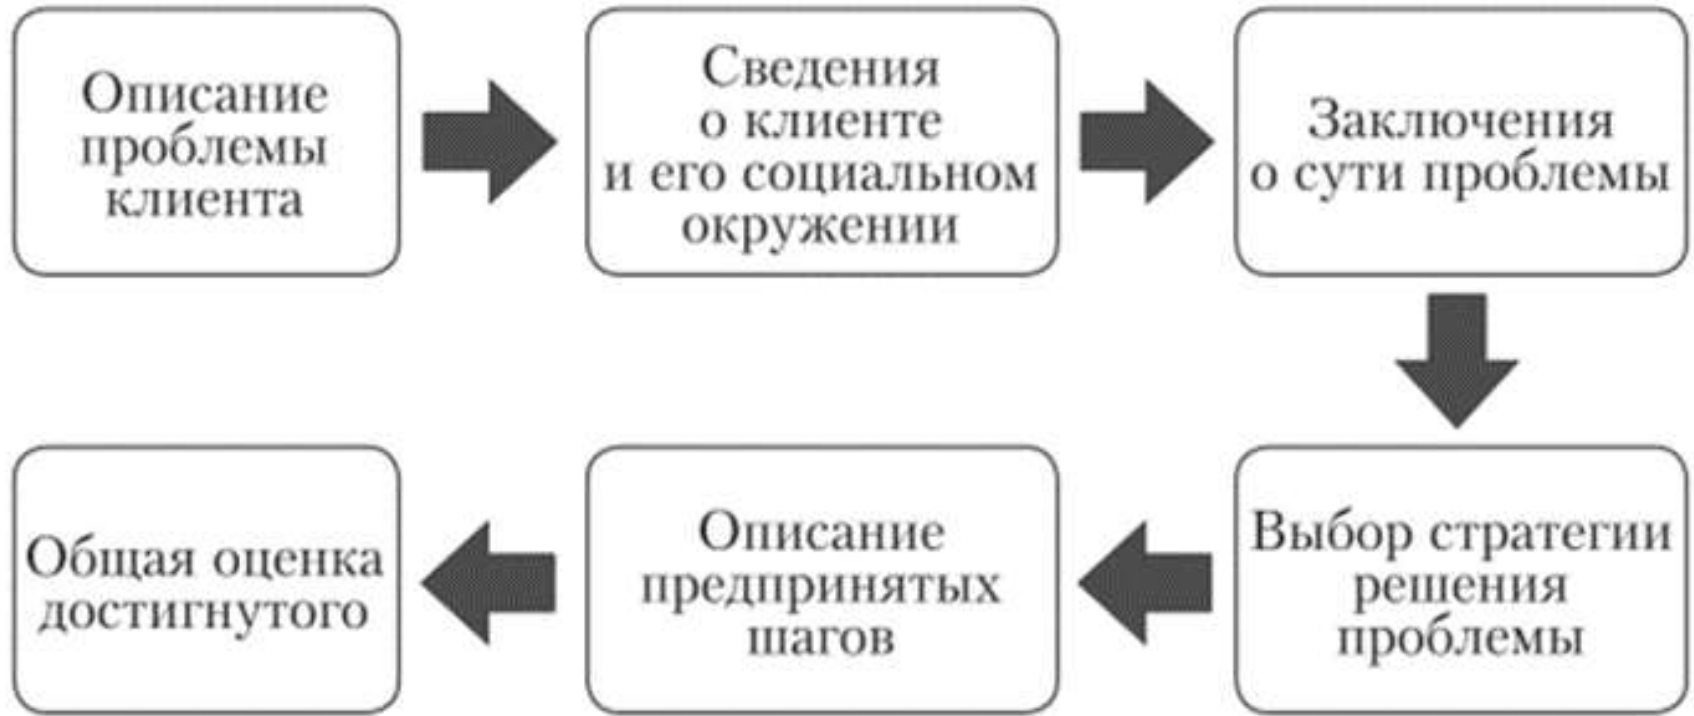 Описание
проблемы
клиента
Сведения
о клиенте
и его социальном
окружении
Заключения
о сути проблемы
Выбор стратегии
решения
проблемы
Описание
предпринятых
шагов
Общая оценка
достигнутого